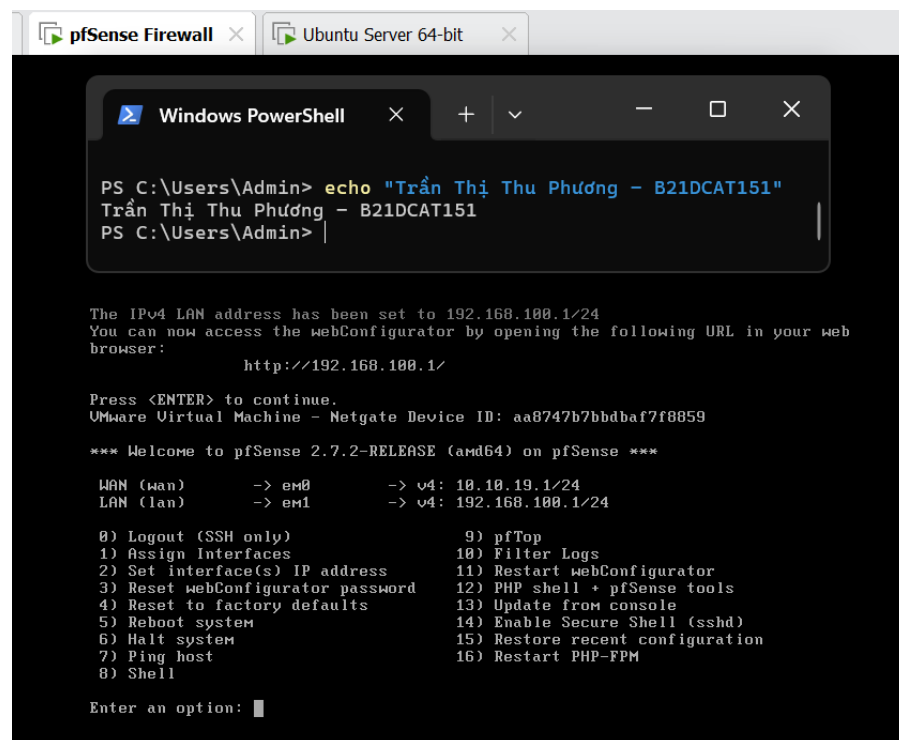 pfSense Firewall
Ubuntu Server 64-bit
Windows PowerShell
PS C:\Users\Admin> echo "Trần Thị Thu Phương – B21DCAT151"
Trần Thị Thu Phương – B21DCAT151
PS C:\Users\Admin>
The IPv4 LAN address has been set to 192.168.100.1/24
You can now access the webConfigurator by opening the following URL in your web
browser:
http://192.168.100.1/
Press <ENTER> to continue.
VMware Virtual Machine - Netgate Device ID: aa8747b7bbdbaf7f8859
*** Welcome to pfSense 2.7.2-RELEASE (amd64) on pfSense ***
WAN (wan) -> em0 -> v4: 10.10.19.1/24
LAN (lan) -> em1 -> v4: 192.168.100.1/24
0) Logout (SSH only) 9) pfTop
1) Assign Interfaces 10) Filter Logs
2) Set interface(s) IP address 11) Restart webConfigurator
3) Reset webConfigurator password 12) PHP shell + pfSense tools
4) Reset to factory defaults 13) Update from console
5) Reboot system 14) Enable Secure Shell (sshd)
6) Halt system 15) Restore recent configuration
7) Ping host 16) Restart PHP-FPM
8) Shell
Enter an option: